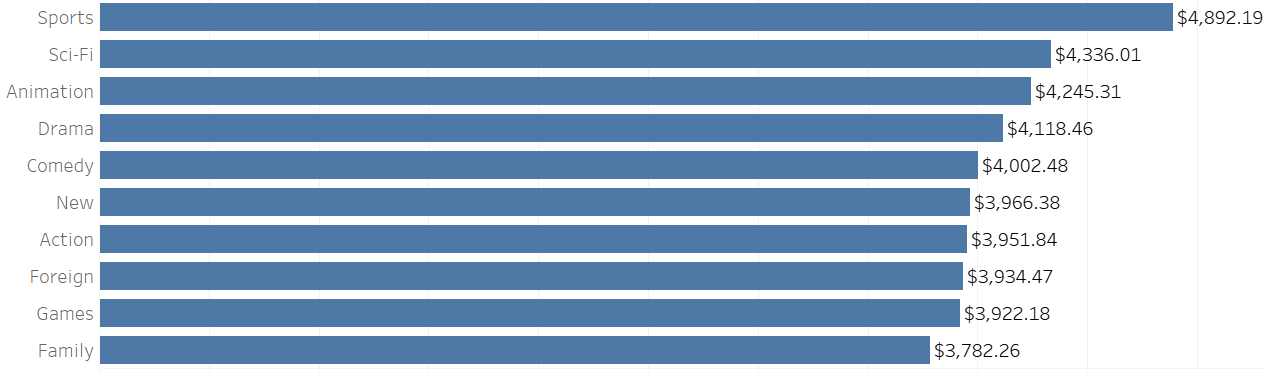 Sports $4,892.19
Sci-Fi $4,336.01
Animation $4,245.31
Drama $4,118.46
Comedy $4,002.48
New $3,966.38
Action $3,951.84
Foreign $3,934.47
Games $3,922.18
Family $3,782.26